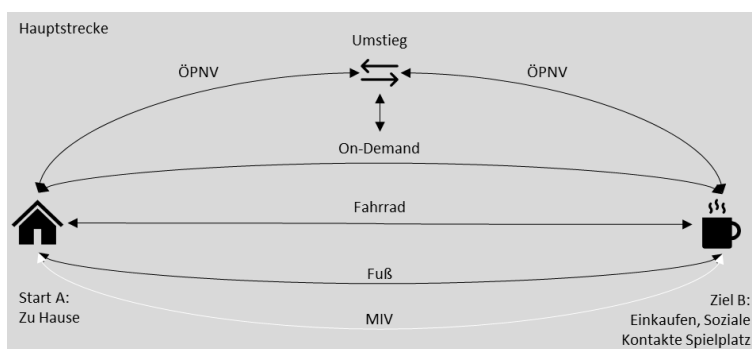 Hauptstrecke
Umstieg
ÖPNV
ÖPNV
On-Demand
Fahrrad
Fuß
MIV
Start A:
Zu Hause
Ziel B:
Einkaufen, Soziale
Kontakte Spielplatz